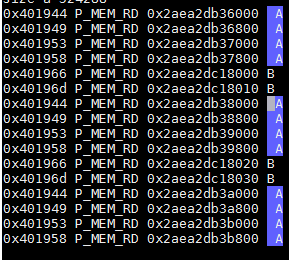 size a 524288
0x401944 P_MEM_RD 0x2aea2db36000 A
0x401949 P_MEM_RD 0x2aea2db36800 A
0x401953 P_MEM_RD 0x2aea2db37000 A
0x401958 P_MEM_RD 0x2aea2db37800 A
0x401966 P_MEM_RD 0x2aea2dc18000 B
0x40196d P_MEM_RD 0x2aea2dc18010 B
0x401944 P_MEM_RD 0x2aea2db38000 A
0x401949 P_MEM_RD 0x2aea2db38800 A
0x401953 P_MEM_RD 0x2aea2db39000 A
0x401958 P_MEM_RD 0x2aea2db39800 A
0x401966 P_MEM_RD 0x2aea2dc18020 B
0x40196d P_MEM_RD 0x2aea2dc18030 B
0x401944 P_MEM_RD 0x2aea2db3a000 A
0x401949 P_MEM_RD 0x2aea2db3a800 A
0x401953 P_MEM_RD 0x2aea2db3b000 A
0x401958 P_MEM_RD 0x2aea2db3b800 A